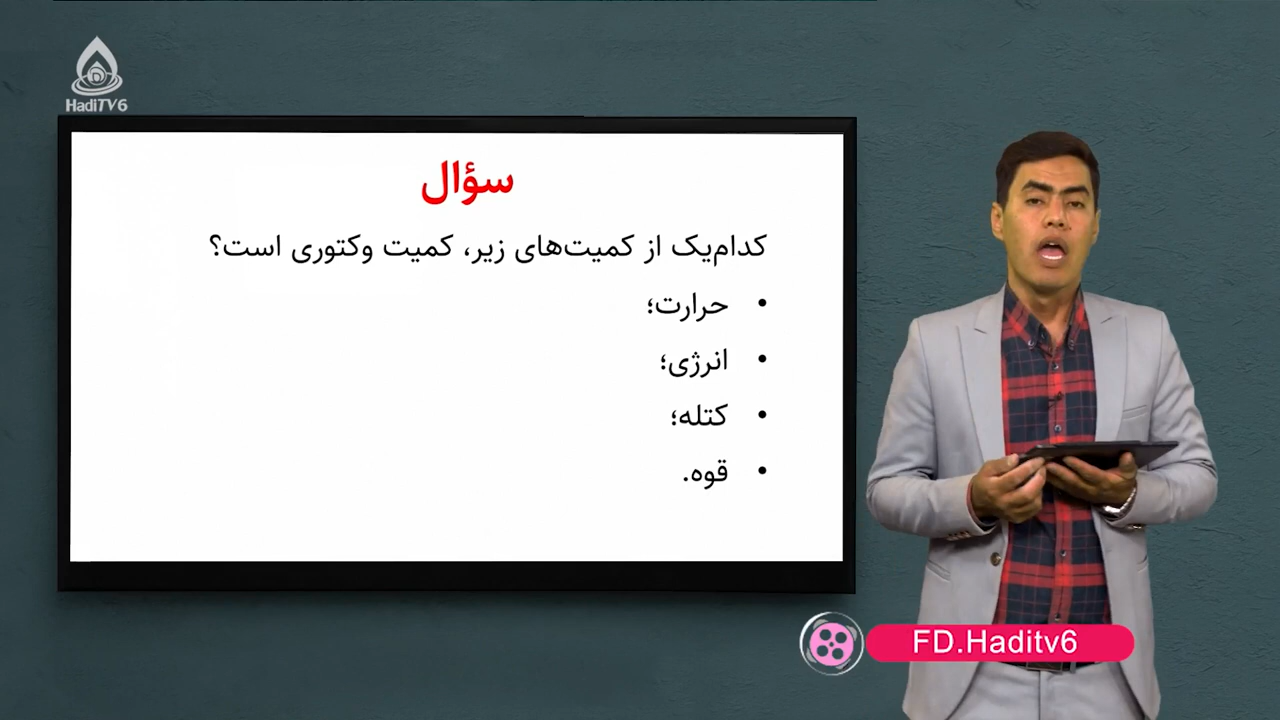 HadiTV6
سؤال
کدام‌یک از کمیت‌های زیر، کمیت وکتوری است؟
• حرارت؛
• انرژی؛
• کتله؛
• قوه.
FD.Haditv6